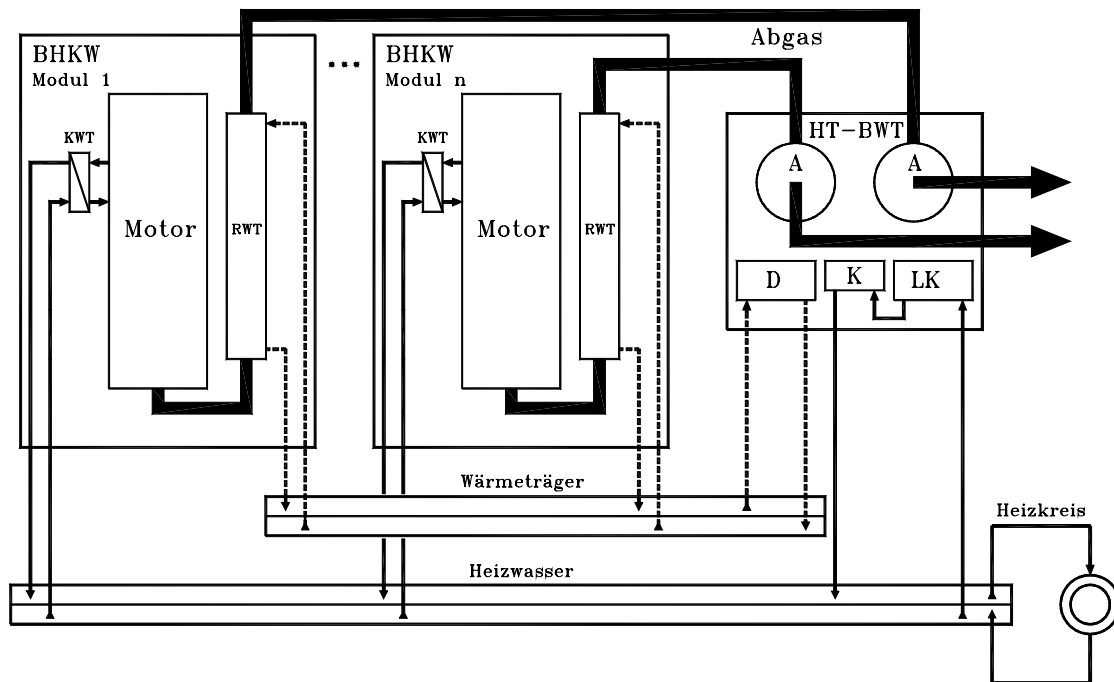 BHKW
Modul 1
KWT
Motor
RWT
...
BHKW
Modul n
KWT
Motor
RWT
Abgas
HT-BWT
A
A
D
K
LK
Wärmeträger
Heizwasser
Heizkreis